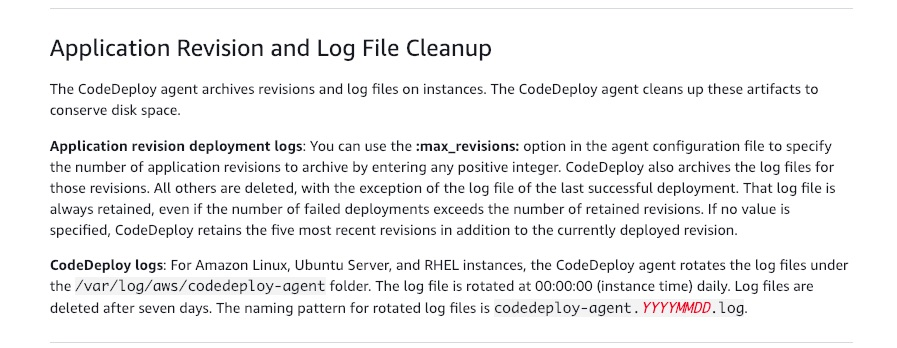 Application Revision and Log File Cleanup
The CodeDeploy agent archives revisions and log files on instances. The CodeDeploy agent cleans up these artifacts to
conserve disk space.
Application revision deployment logs: You can use the :max_revisions: option in the agent configuration file to specify
the number of application revisions to archive by entering any positive integer. CodeDeploy also archives the log files for
those revisions. All others are deleted, with the exception of the log file of the last successful deployment. That log file is
always retained, even if the number of failed deployments exceeds the number of retained revisions. If no value is
specified, CodeDeploy retains the five most recent revisions in addition to the currently deployed revision.
CodeDeploy logs: For Amazon Linux, Ubuntu Server, and RHEL instances, the CodeDeploy agent rotates the log files under
the /var/log/aws/codedeploy-agent folder. The log file is rotated at 00:00:00 (instance time) daily. Log files are
deleted after seven days. The naming pattern for rotated log files is codedeploy-agent.YYYYMMDD.log.